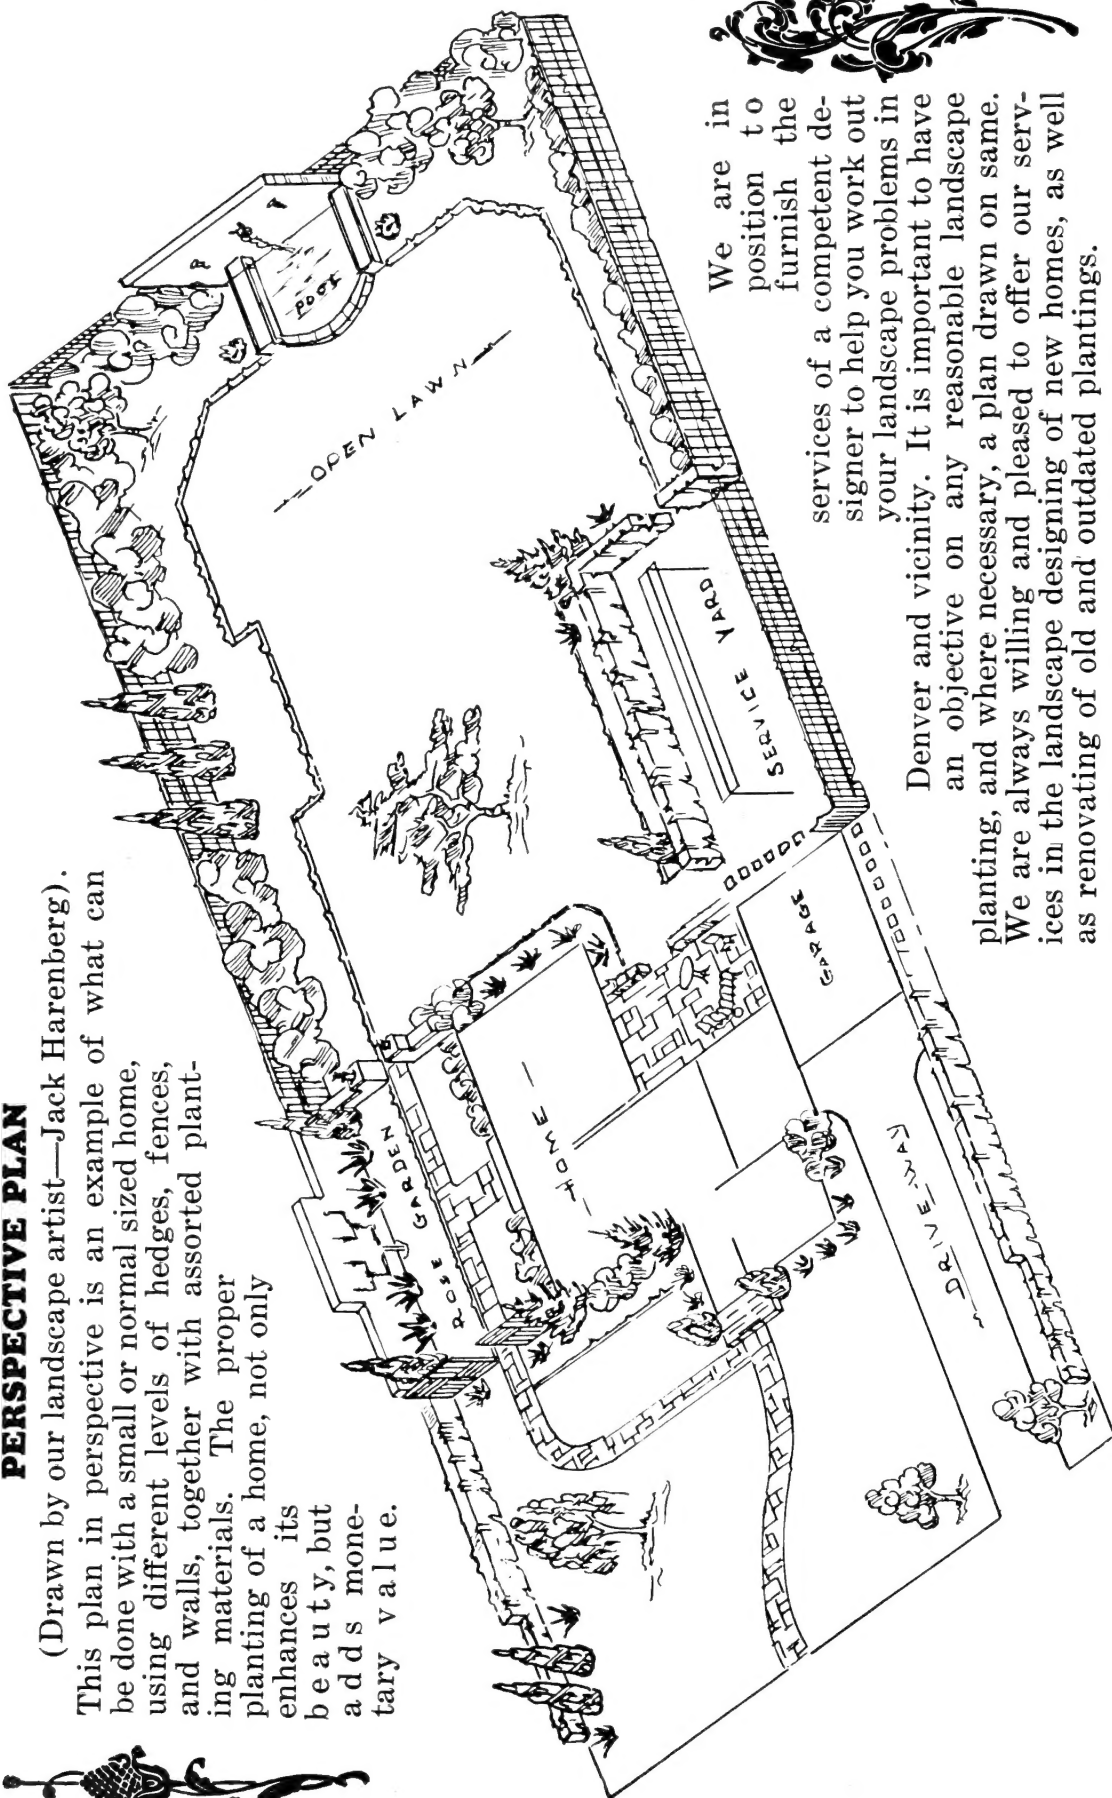 PERSPECTIVE PLAN
(Drawn by our landscape artist—Jack Harenberg).
This plan in perspective is an example of what can
be done with a small or normal sized home,
using different levels of hedges, fences,
and walls, together with assorted plant-
ing materials. The proper
planting of a home, not only
enhances its
beauty, but
adds mone-
tary value.
POOL
OPEN LAWN
ROSE GARDEN
HOME
SERVICE YARD
GARAGE
DRIVEWAY
We are in
position to
furnish the
services of a competent de-
signer to help you work out
your landscape problems in
Denver and vicinity. It is important to have
an objective on any reasonable landscape
planting, and where necessary, a plan drawn on same.
We are always willing and pleased to offer our serv-
ices in the landscape designing of new homes, as well
as renovating of old and outdated plantings.